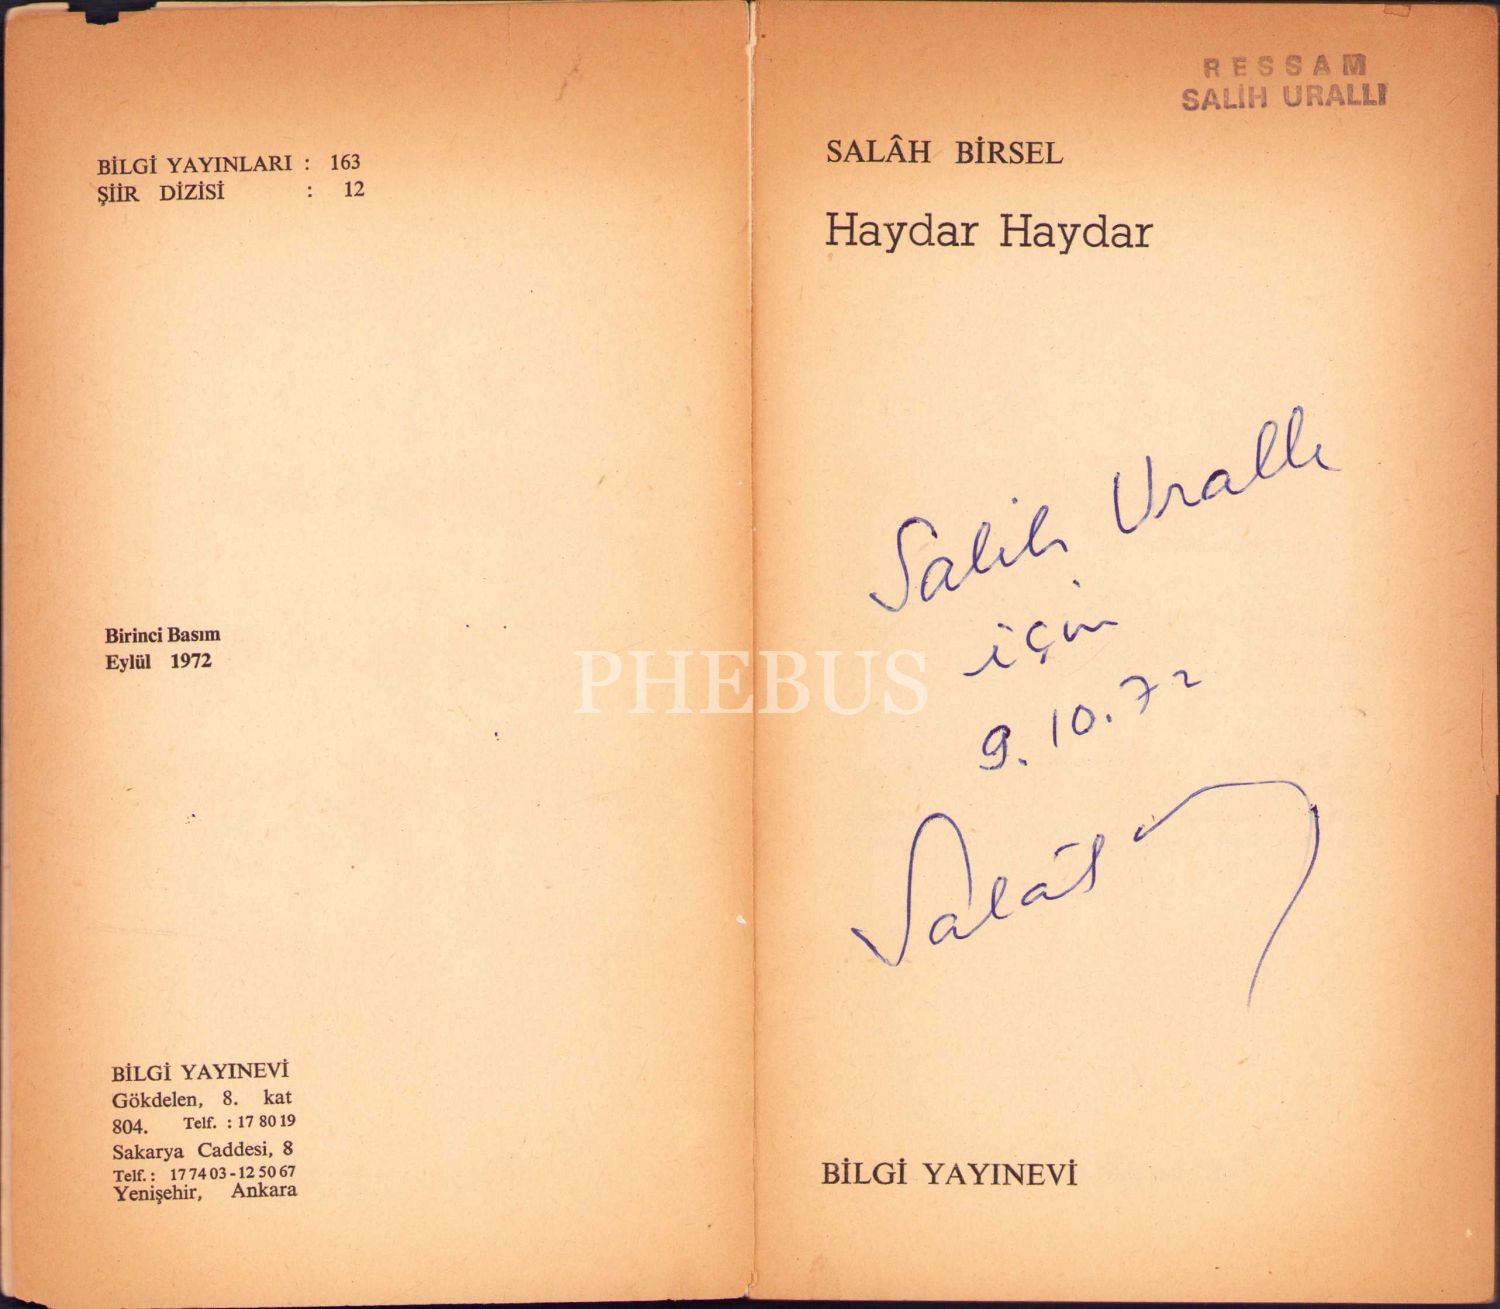 BİLGİ YAYINLARI : 163
ŞİİR DİZİSİ : 12
Birinci Basım
Eylül 1972
BİLGİ YAYINEVİ
Gökdelen, 8. kat
804. Telf. : 17 80 19
Sakarya Caddesi, 8
Telf.: 17 74 03 - 12 50 67
Yenişehir, Ankara
PHEBUS
RESSAM
SALİH URALLI
SALÂH BİRSEL
Haydar Haydar
Salih Urallı
için
9.10.72
Salâh
BİLGİ YAYINEVİ